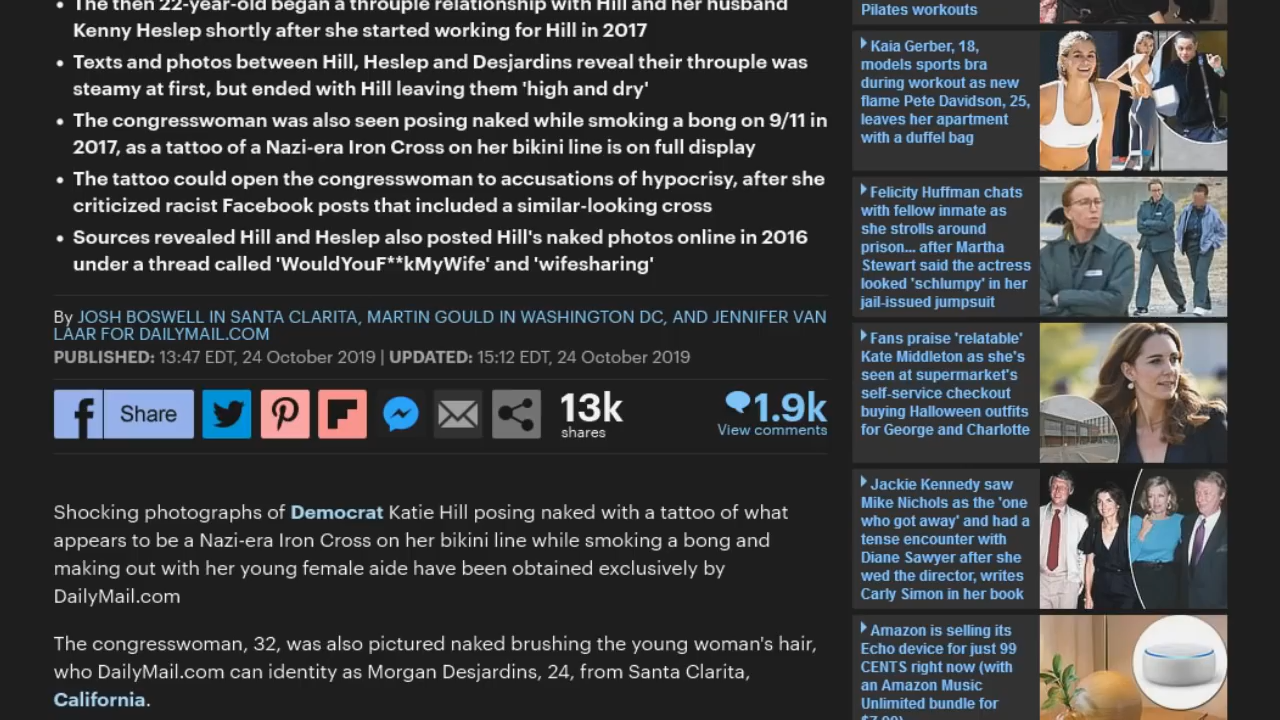 The then 22-year-old began a throuple relationship with Hill and her husband
Kenny Heslep shortly after she started working for Hill in 2017
Texts and photos between Hill, Heslep and Desjardins reveal their throuple was
steamy at first, but ended with Hill leaving them 'high and dry'
The congresswoman was also seen posing naked while smoking a bong on 9/11 in
2017, as a tattoo of a Nazi-era Iron Cross on her bikini line is on full display
The tattoo could open the congresswoman to accusations of hypocrisy, after she
criticized racist Facebook posts that included a similar-looking cross
Sources revealed Hill and Heslep also posted Hill's naked photos online in 2016
under a thread called 'WouldYouF**kMyWife' and 'wifesharing'
By JOSH BOSWELL IN SANTA CLARITA, MARTIN GOULD IN WASHINGTON DC, AND JENNIFER VAN
LAAR FOR DAILYMAIL.COM
PUBLISHED: 13:47 EDT, 24 October 2019 | UPDATED: 15:12 EDT, 24 October 2019
Share
13k
shares
1.9k
View comments
Shocking photographs of Democrat Katie Hill posing naked with a tattoo of what
appears to be a Nazi-era Iron Cross on her bikini line while smoking a bong and
making out with her young female aide have been obtained exclusively by
DailyMail.com
The congresswoman, 32, was also pictured naked brushing the young woman's hair,
who DailyMail.com can identity as Morgan Desjardins, 24, from Santa Clarita,
California.
Pilates workouts
Kaia Gerber, 18,
models sports bra
during workout as new
flame Pete Davidson, 25,
leaves her apartment
with a duffel bag
Felicity Huffman chats
with fellow inmate as
she strolls around
prison... after Martha
Stewart said the actress
looked 'schlumpy' in her
jail-issued jumpsuit
Fans praise 'relatable'
Kate Middleton as she's
seen at supermarket's
self-service checkout
buying Halloween outfits
for George and Charlotte
Jackie Kennedy saw
Mike Nichols as the 'one
who got away' and had a
tense encounter with
Diane Sawyer after she
wed the director, writes
Carly Simon in her book
Amazon is selling its
Echo device for just 99
CENTS right now (with
an Amazon Music
Unlimited bundle for
$7.99)